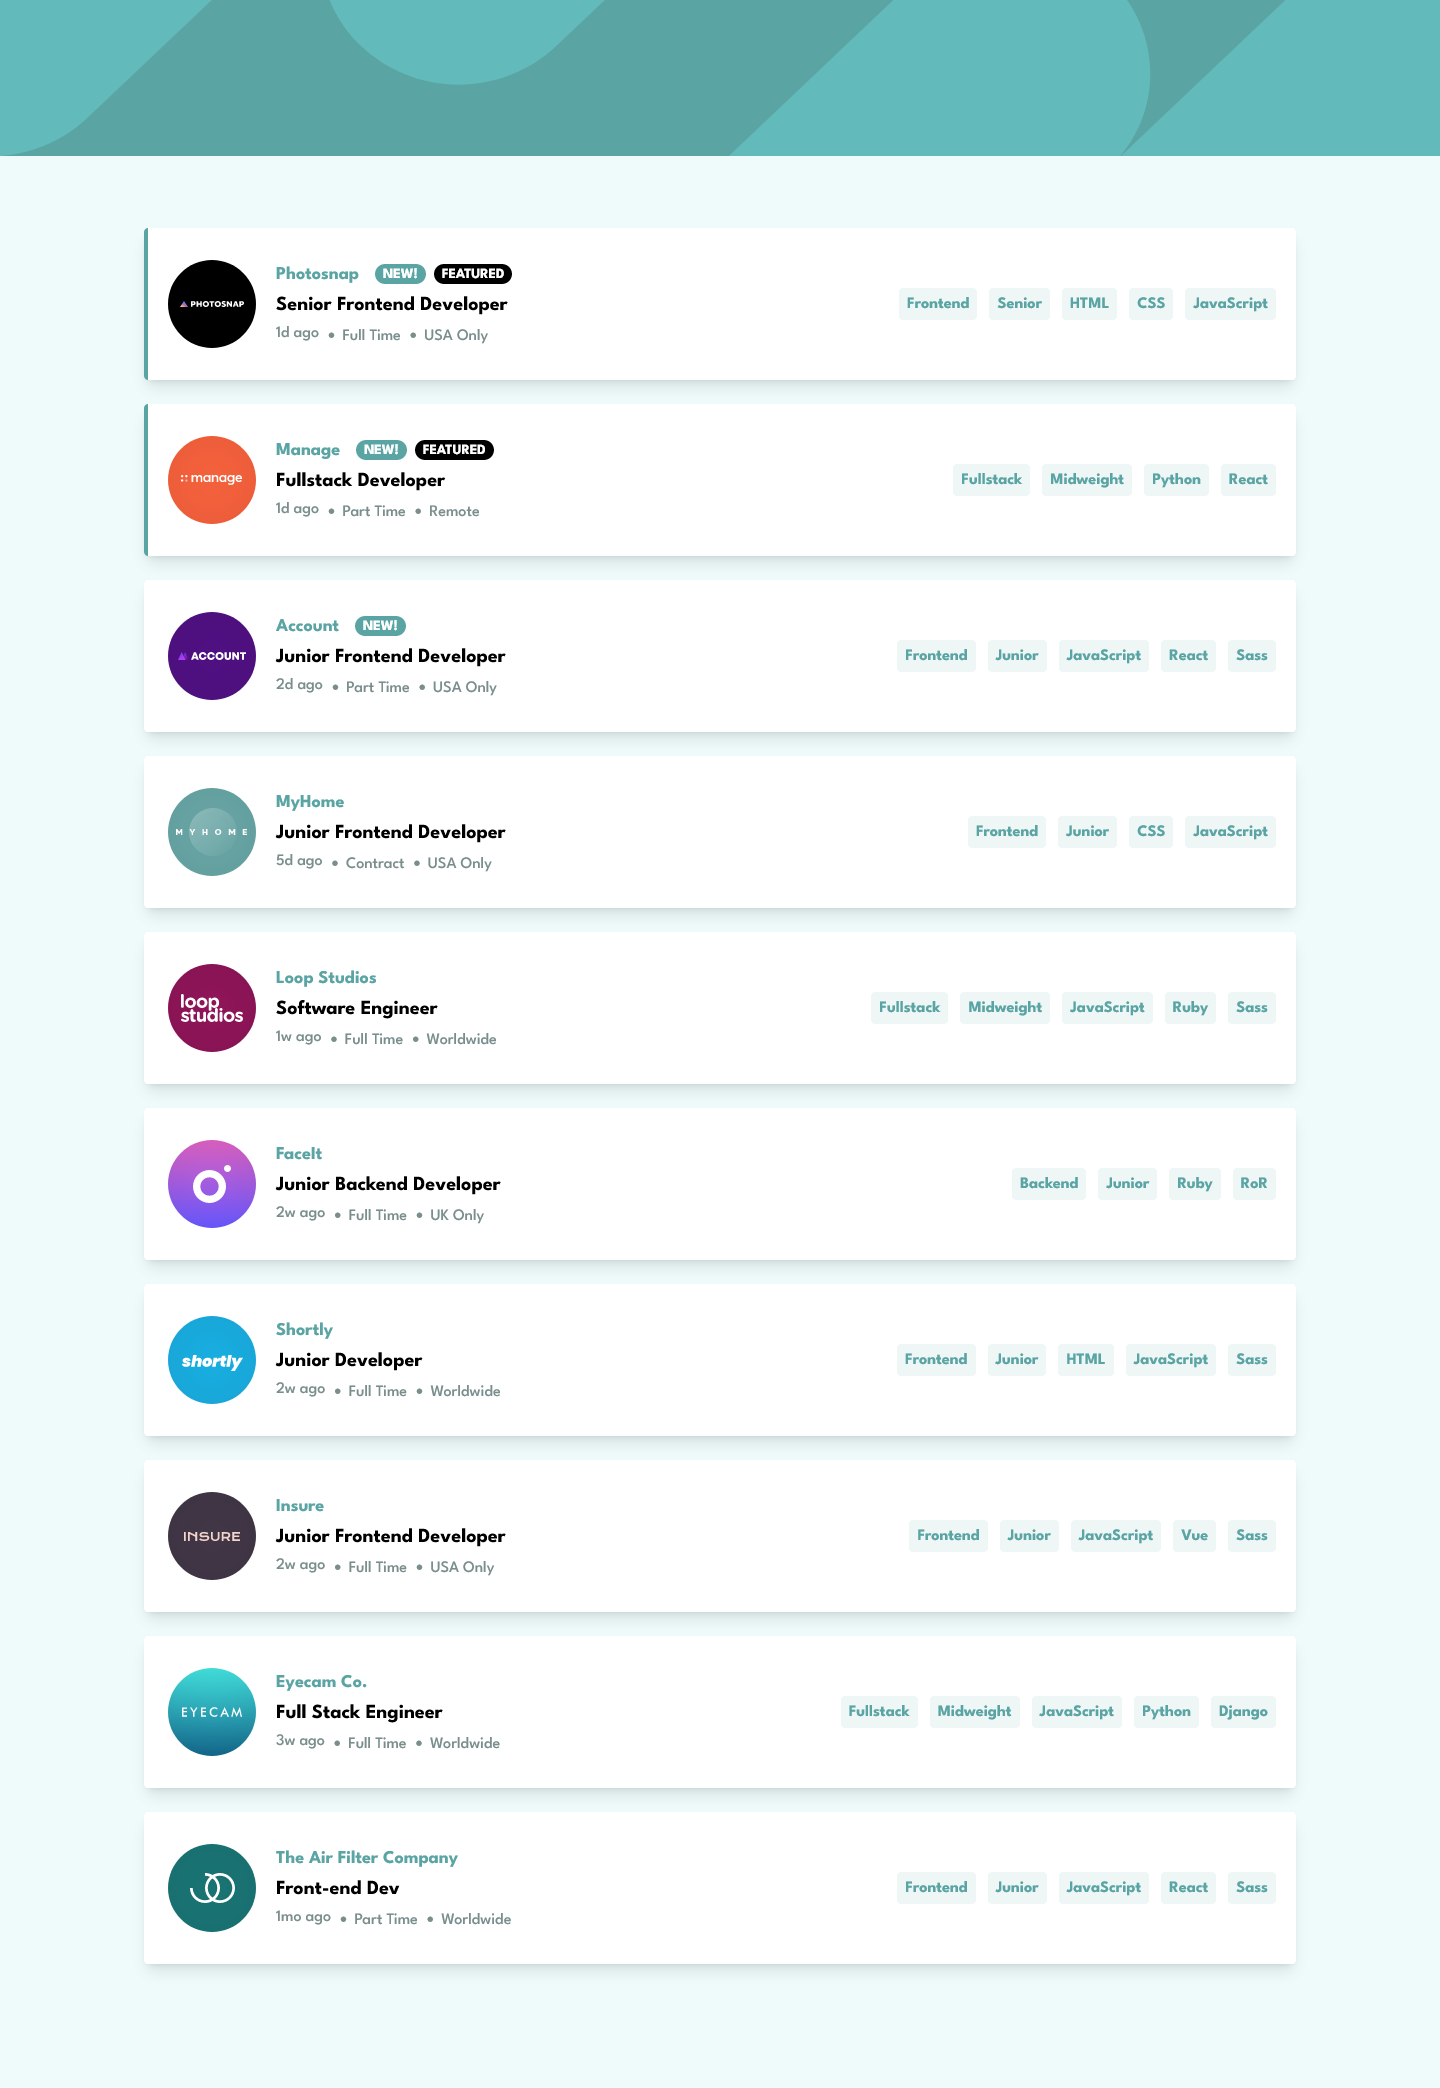 PHOTOSNAP
Photosnap NEW! FEATURED
Senior Frontend Developer
1d ago • Full Time • USA Only
Frontend Senior HTML CSS JavaScript
manage
Manage NEW! FEATURED
Fullstack Developer
1d ago • Part Time • Remote
Fullstack Midweight Python React
ACCOUNT
Account NEW!
Junior Frontend Developer
2d ago • Part Time • USA Only
Frontend Junior JavaScript React Sass
MYHOME
MyHome
Junior Frontend Developer
5d ago • Contract • USA Only
Frontend Junior CSS JavaScript
loop
studios
Loop Studios
Software Engineer
1w ago • Full Time • Worldwide
Fullstack Midweight JavaScript Ruby Sass
FaceIt
Junior Backend Developer
2w ago • Full Time • UK Only
Backend Junior Ruby RoR
shortly
Shortly
Junior Developer
2w ago • Full Time • Worldwide
Frontend Junior HTML JavaScript Sass
INSURE
Insure
Junior Frontend Developer
2w ago • Full Time • USA Only
Frontend Junior JavaScript Vue Sass
EYECAM
Eyecam Co.
Full Stack Engineer
3w ago • Full Time • Worldwide
Fullstack Midweight JavaScript Python Django
The Air Filter Company
Front-end Dev
1mo ago • Part Time • Worldwide
Frontend Junior JavaScript React Sass